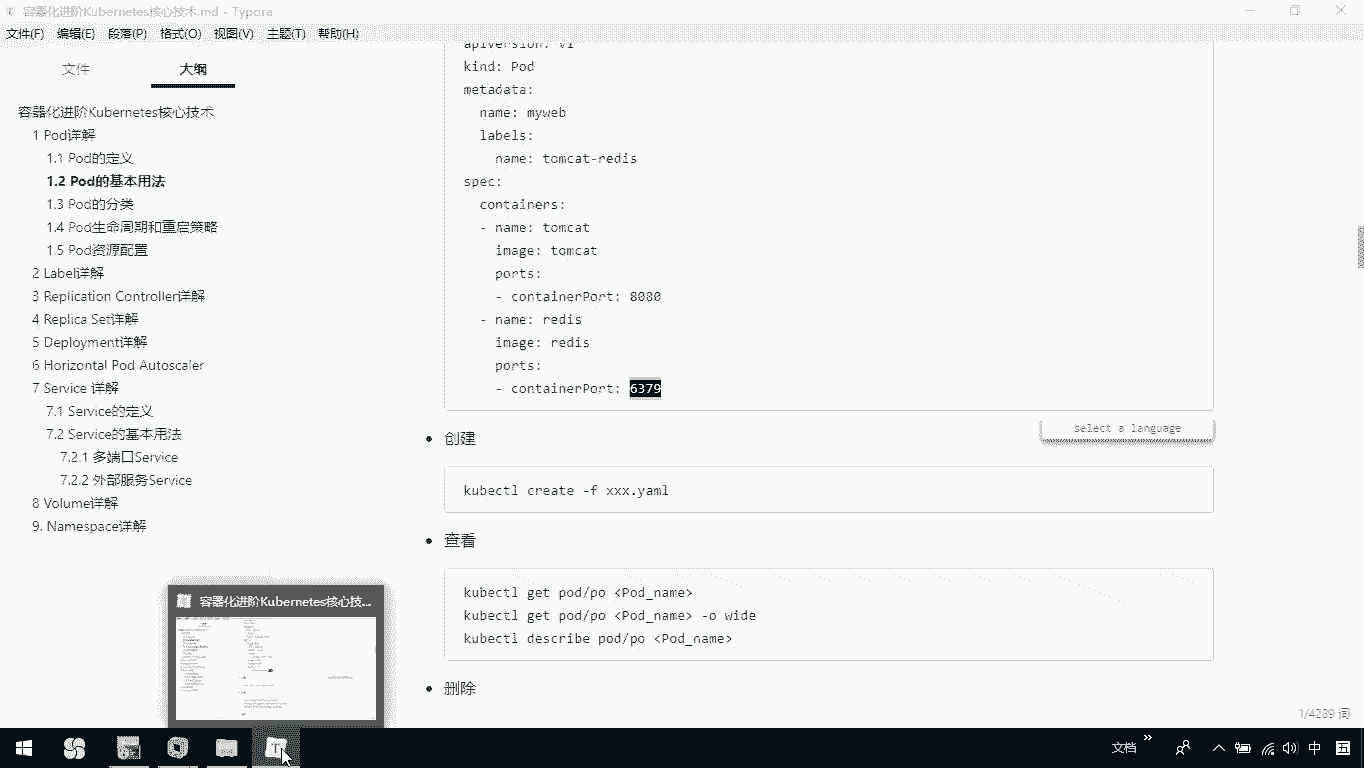 容器化进阶Kubernetes核心技术.md - Typora
文件(F) 编辑(E) 段落(P) 格式(O) 视图(V) 主题(T) 帮助(H)
文件 大纲
容器化进阶Kubernetes核心技术
1 Pod详解
1.1 Pod的定义
1.2 Pod的基本用法
1.3 Pod的分类
1.4 Pod生命周期和重启策略
1.5 Pod资源配置
2 Label详解
3 Replication Controller详解
4 Replica Set详解
5 Deployment详解
6 Horizontal Pod Autoscaler
7 Service 详解
7.1 Service的定义
7.2 Service的基本用法
7.2.1 多端口Service
7.2.2 外部服务Service
8 Volume详解
9. Namespace详解
apiVersion: v1
kind: Pod
metadata:
name: myweb
labels:
name: tomcat-redis
spec:
containers:
- name: tomcat
image: tomcat
ports:
- containerPort: 8080
- name: redis
image: redis
ports:
- containerPort: 6379
select a language
创建
kubectl create -f xxx.yaml
查看
kubectl get pod/po <Pod_name>
kubectl get pod/po <Pod_name> -o wide
kubectl describe pod/po <Pod_name>
删除
1/4289 词
容器化进阶Kubernetes核心技...
文档
中